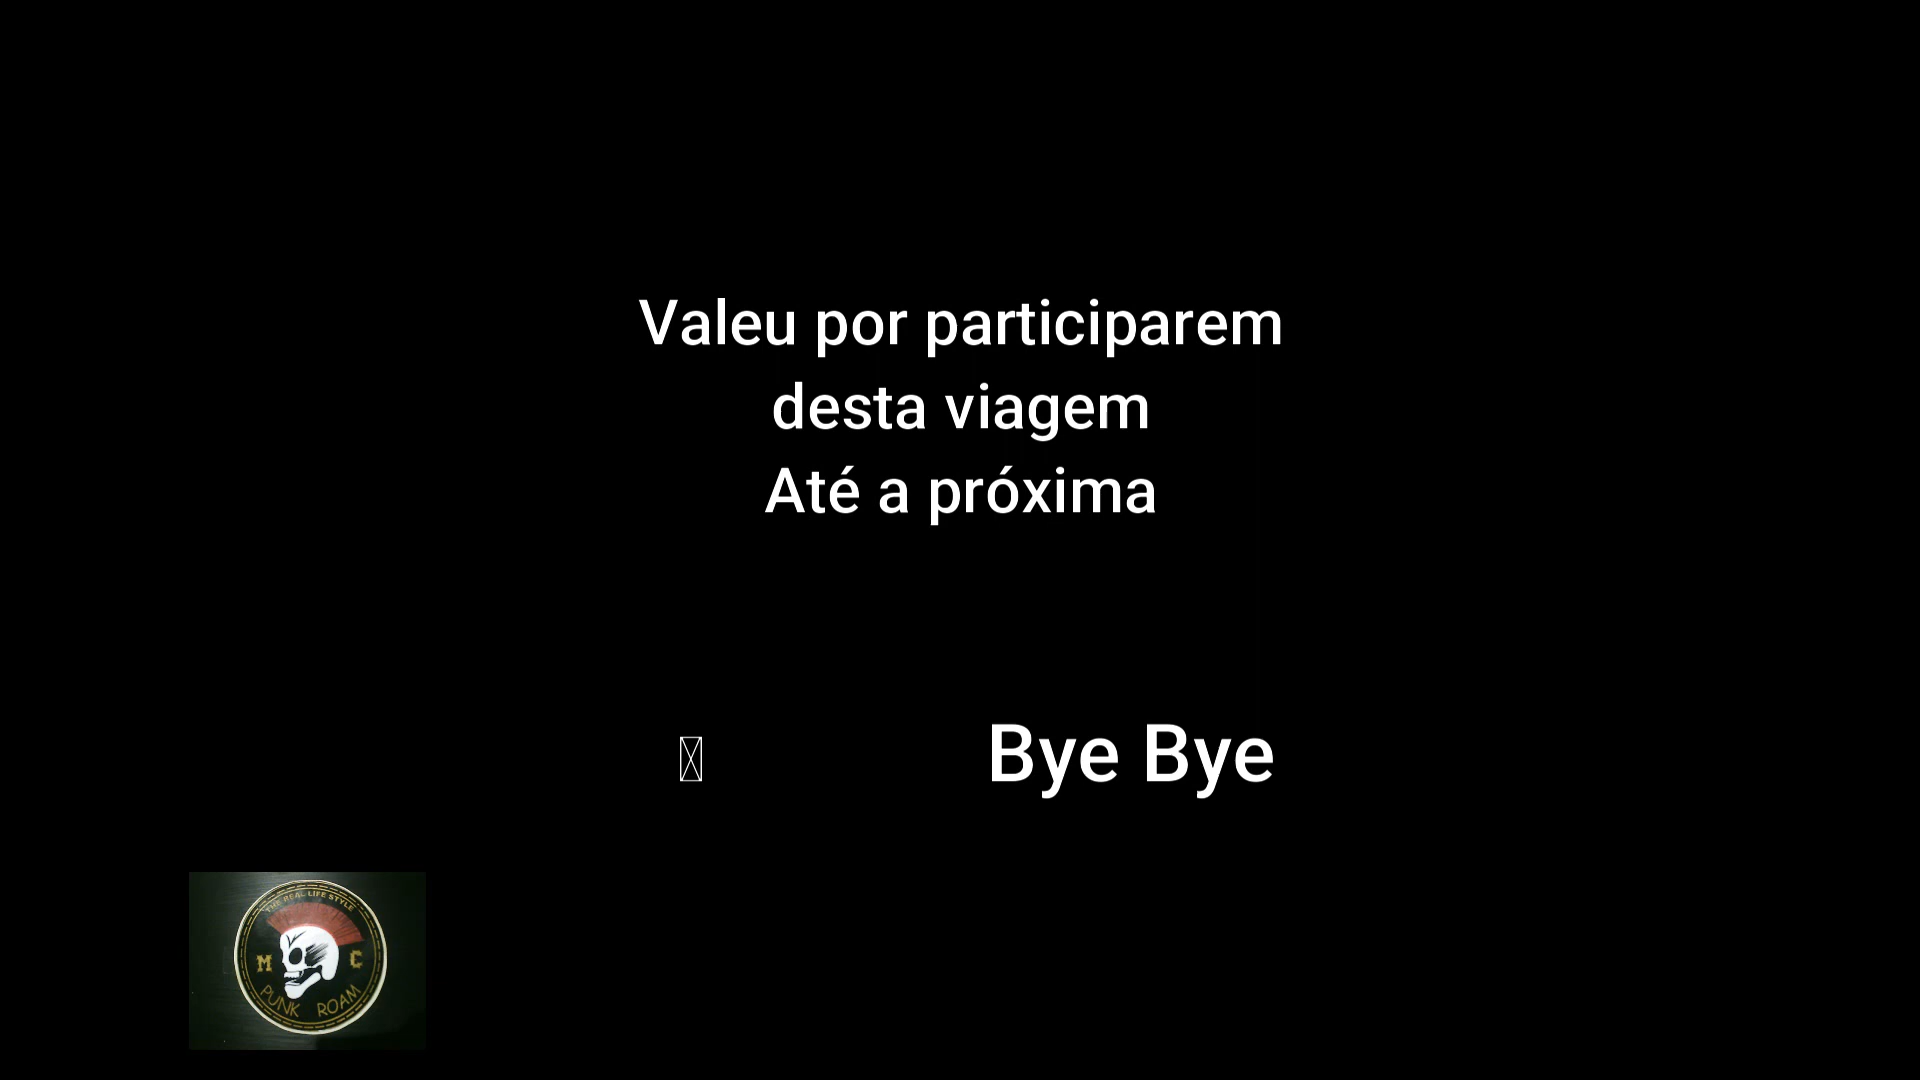 Valeu por participarem
desta viagem
Até a próxima
Bye Bye
THE REAL LIFE STYLE
M C
PUNK ROAM